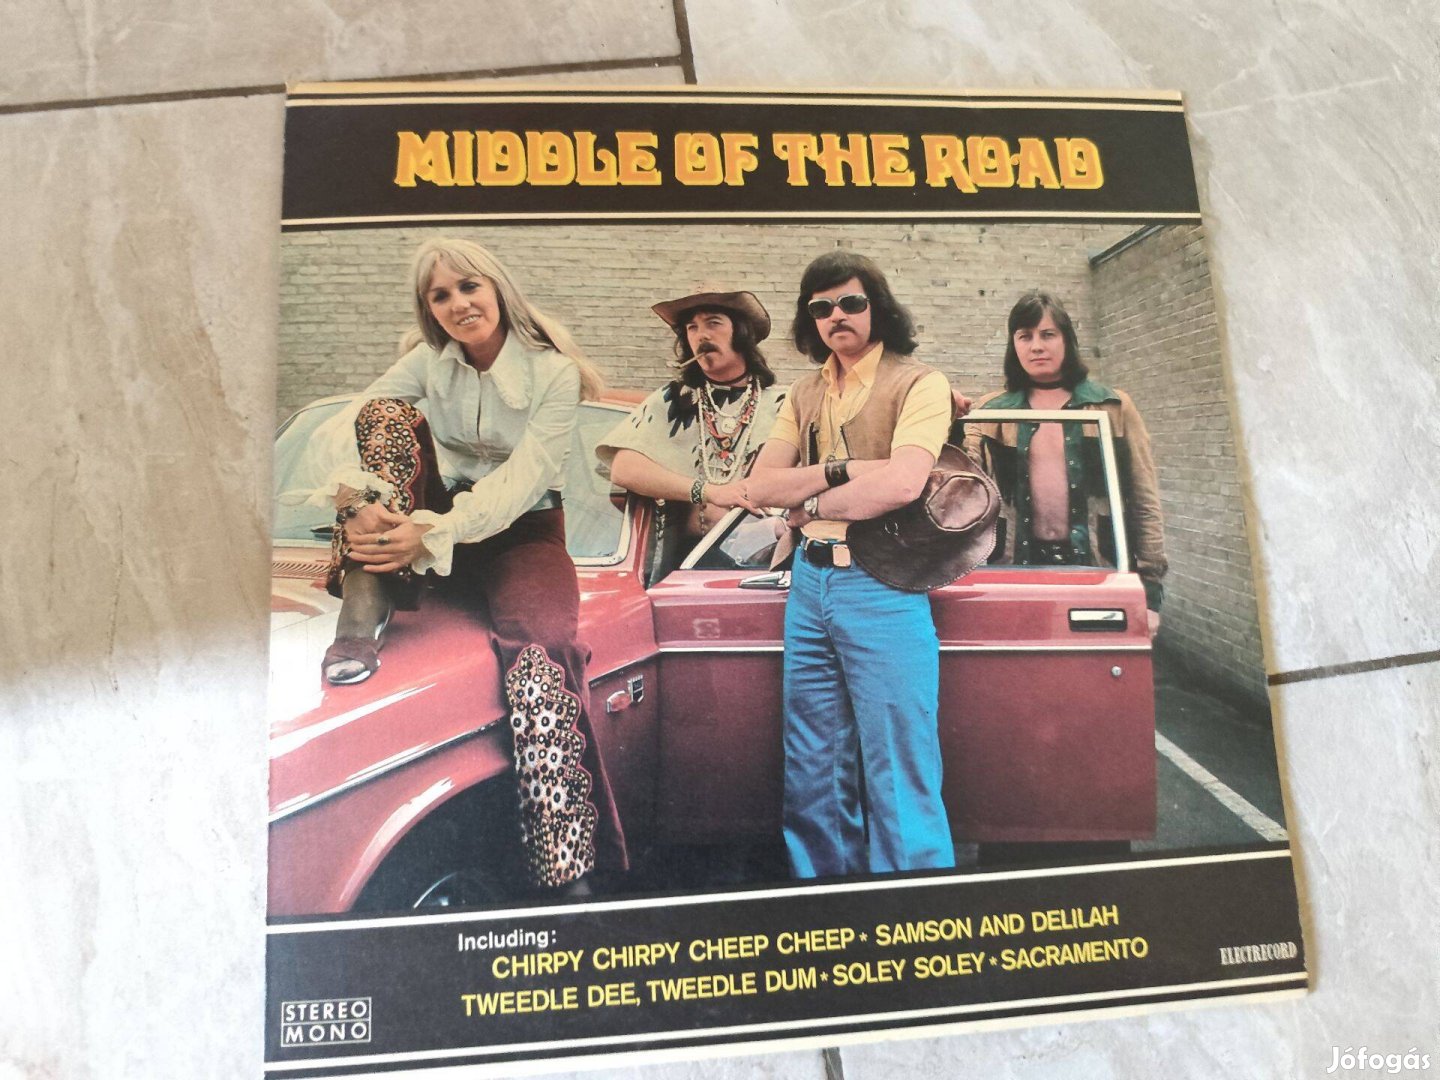 MIDDLE OF THE ROAD
Including:
CHIRPY CHIRPY CHEEP CHEEP * SAMSON AND DELILAH
TWEEDLE DEE, TWEEDLE DUM * SOLEY SOLEY * SACRAMENTO
ELECTRECORD
STEREO
MONO
Jófogás